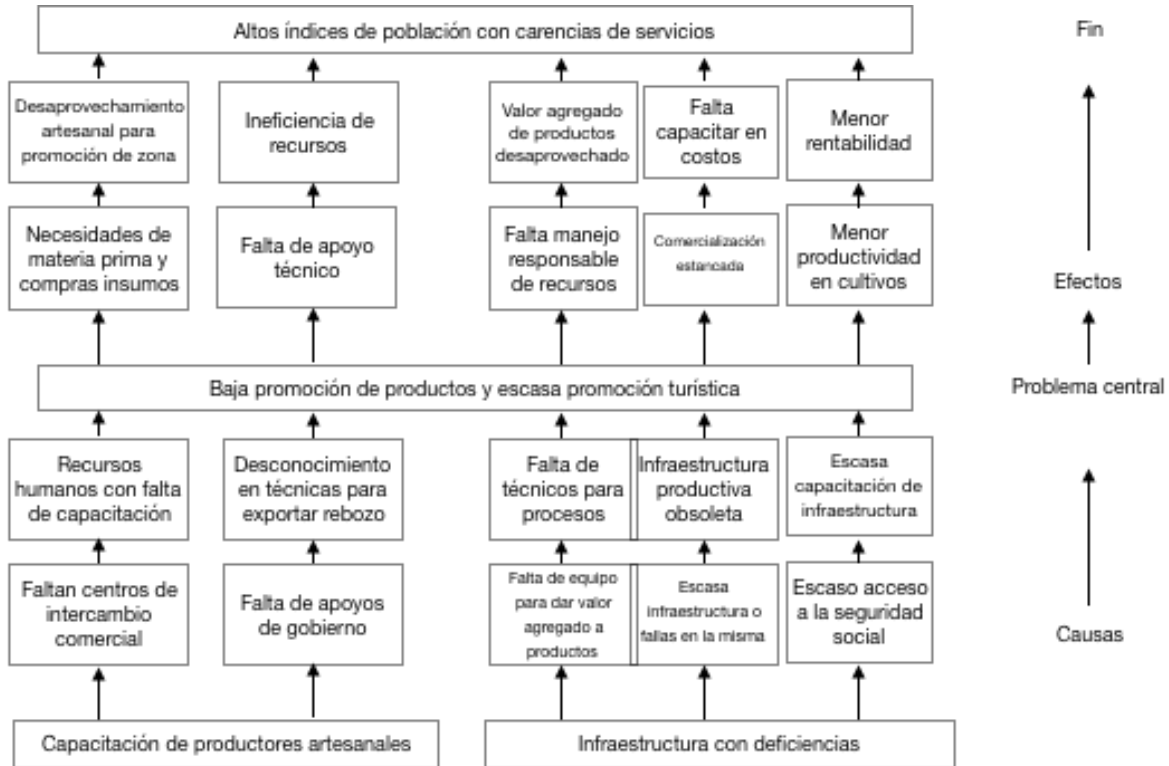 Altos índices de población con carencias de servicios
Fin
Desaprovechamiento
artesanal para
promoción de zona
Ineficiencia de
recursos
Valor agregado
de productos
desaprovechado
Falta
capacitar en
costos
Menor
rentabilidad
Necesidades de
materia prima y
compras insumos
Falta de apoyo
técnico
Falta manejo
responsable
de recursos
Comercialización
estancada
Menor
productividad
en cultivos
Efectos
Baja promoción de productos y escasa promoción turística
Problema central
Recursos
humanos con falta
de capacitación
Desconocimiento
en técnicas para
exportar rebozo
Falta de
técnicos para
procesos
Infraestructura
productiva
obsoleta
Escasa
capacitación de
infraestructura
Faltan centros de
intercambio
comercial
Falta de apoyos
de gobierno
Falta de equipo
para dar valor
agregado a
productos
Escasa
infraestructura o
fallas en la misma
Escaso acceso
a la seguridad
social
Causas
Capacitación de productores artesanales
Infraestructura con deficiencias